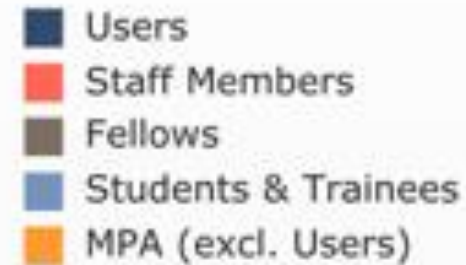 Users
Staff Members
Fellows
Students & Trainees
MPA (excl. Users)